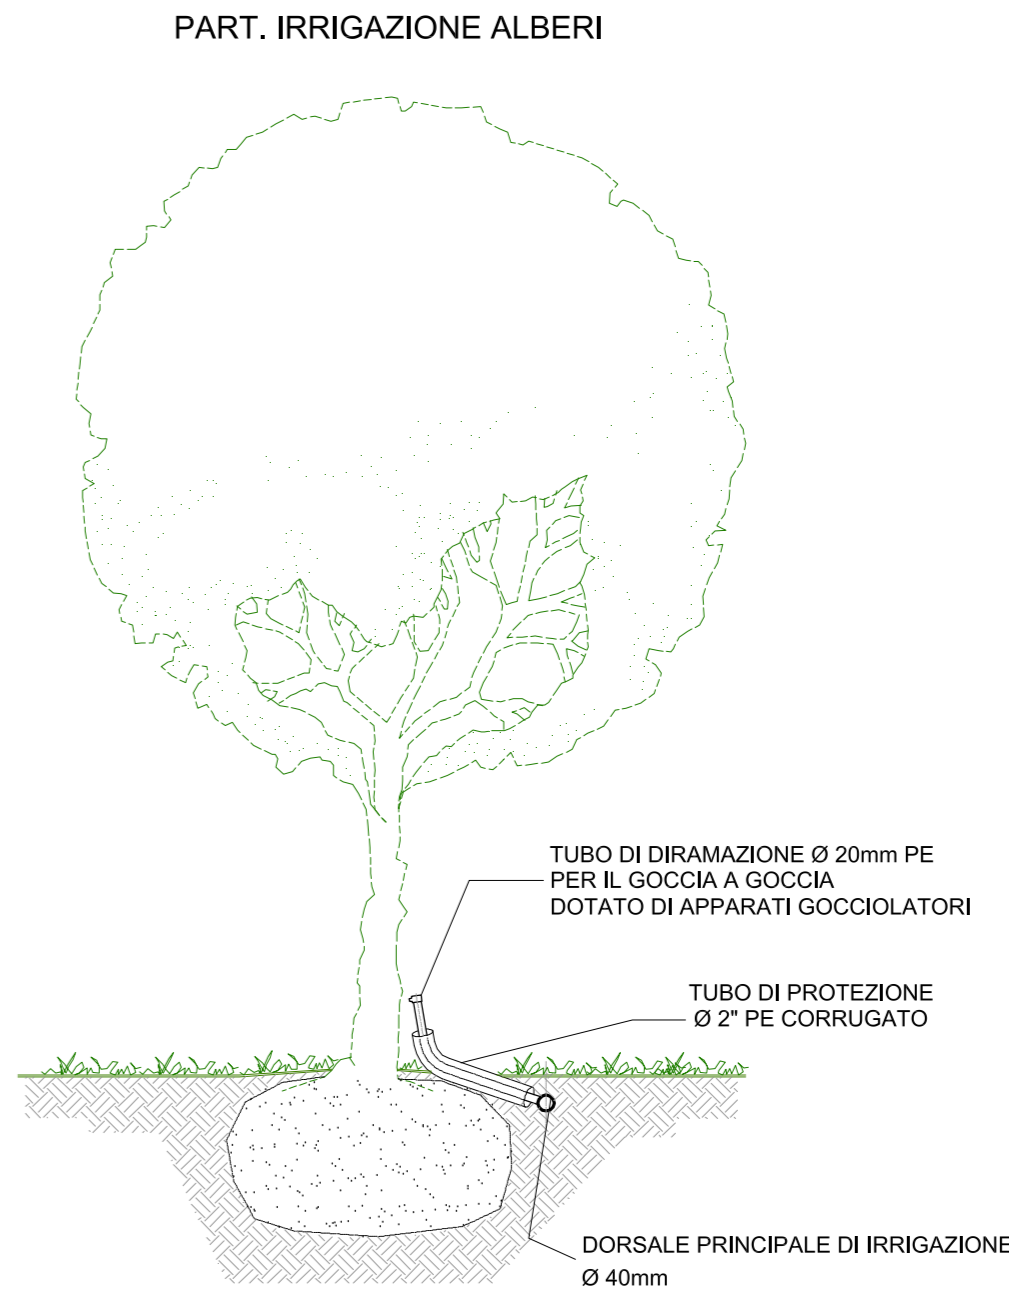 PART. IRRIGAZIONE ALBERI
TUBO DI DIRAMAZIONE Ø 20mm PE
PER IL GOCCIA A GOCCIA
DOTATO DI APPARATI GOCCIOLATORI
TUBO DI PROTEZIONE
Ø 2" PE CORRUGATO
DORSALE PRINCIPALE DI IRRIGAZIONE
Ø 40mm